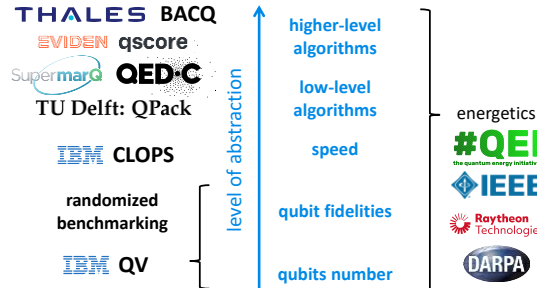 THALES BACQ
EVIDEN qscore
SupermarQ QED·C
TU Delft: QPack
IBM CLOPS
randomized
benchmarking
IBM QV
level of abstraction
higher-level
algorithms
low-level
algorithms
speed
qubit fidelities
qubits number
energetics
#QEI
the quantum energy initiative
IEEE
Raytheon
Technologie
DARPA